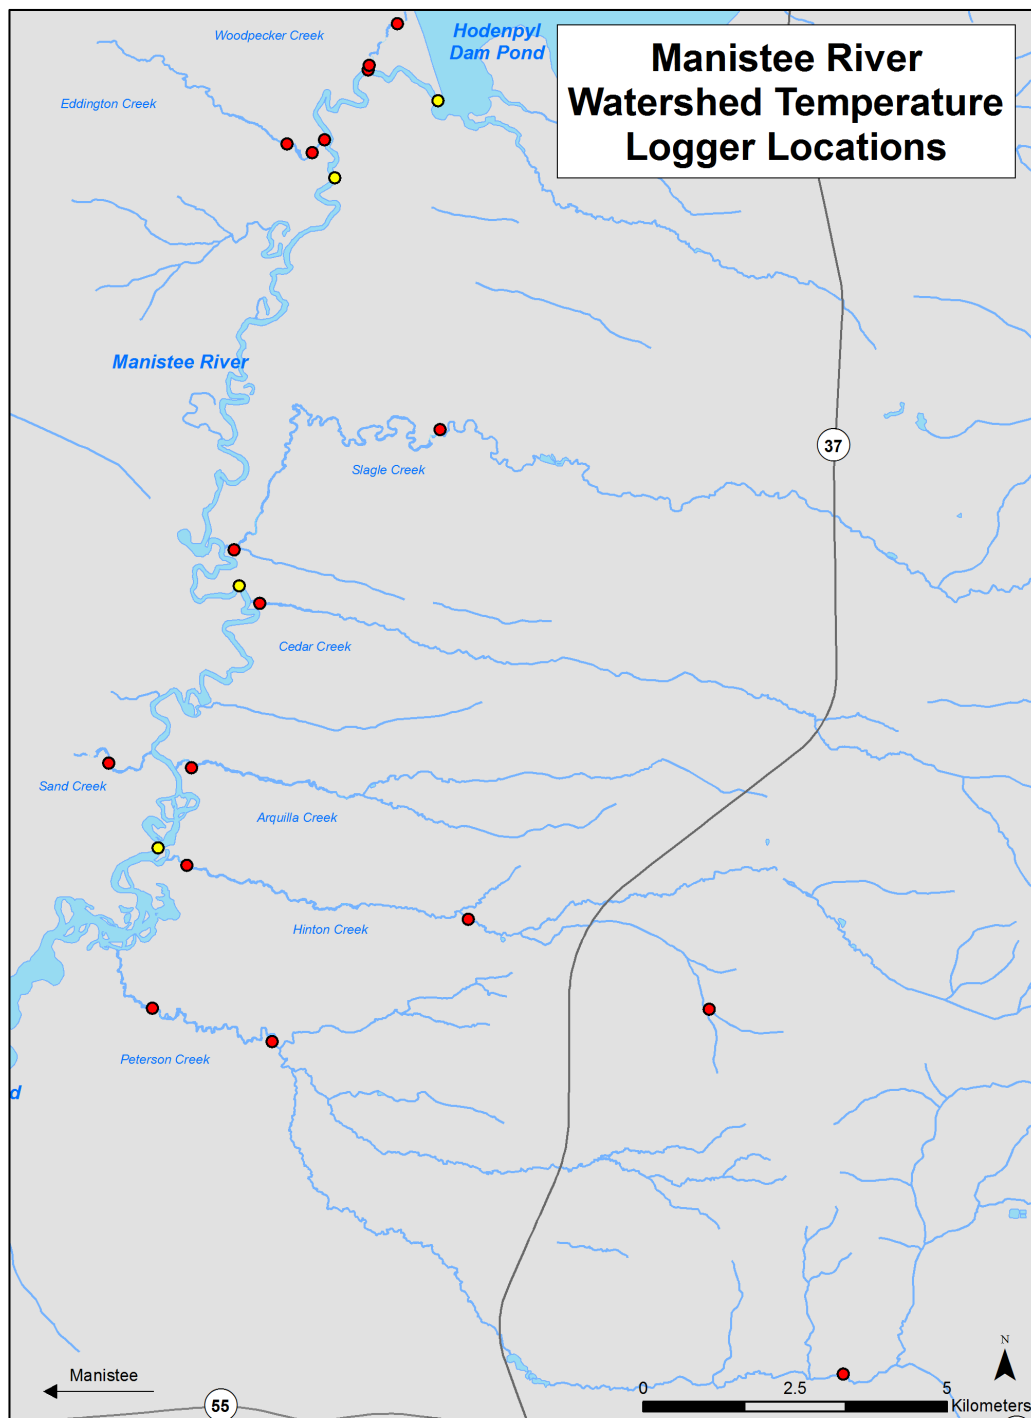 Woodpecker Creek
Hodenpyl
Dam Pond
Manistee River
Watershed Temperature
Logger Locations
Eddington Creek
Manistee River
37
Slagle Creek
Cedar Creek
Sand Creek
Arquilla Creek
Hinton Creek
Peterson Creek
d
N
Manistee
55
0 2.5 5
Kilometers